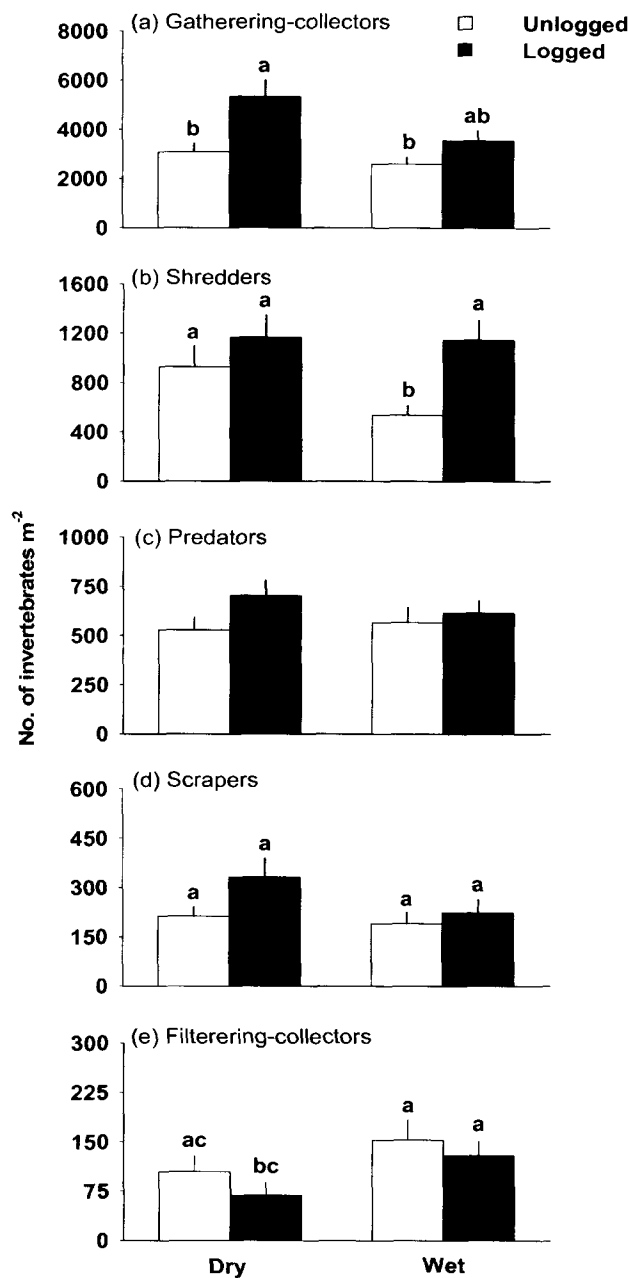 (a) Gatherering-collectors
Unlogged
Logged
8000
6000
4000
2000
0
b
a
b
ab
(b) Shredders
1600
1200
800
400
0
a
a
b
a
No. of invertebrates m-2
(c) Predators
1000
750
500
250
0
(d) Scrapers
600
450
300
150
0
a
a
a
a
(e) Filterering-collectors
300
225
150
75
0
ac
bc
a
a
Dry
Wet